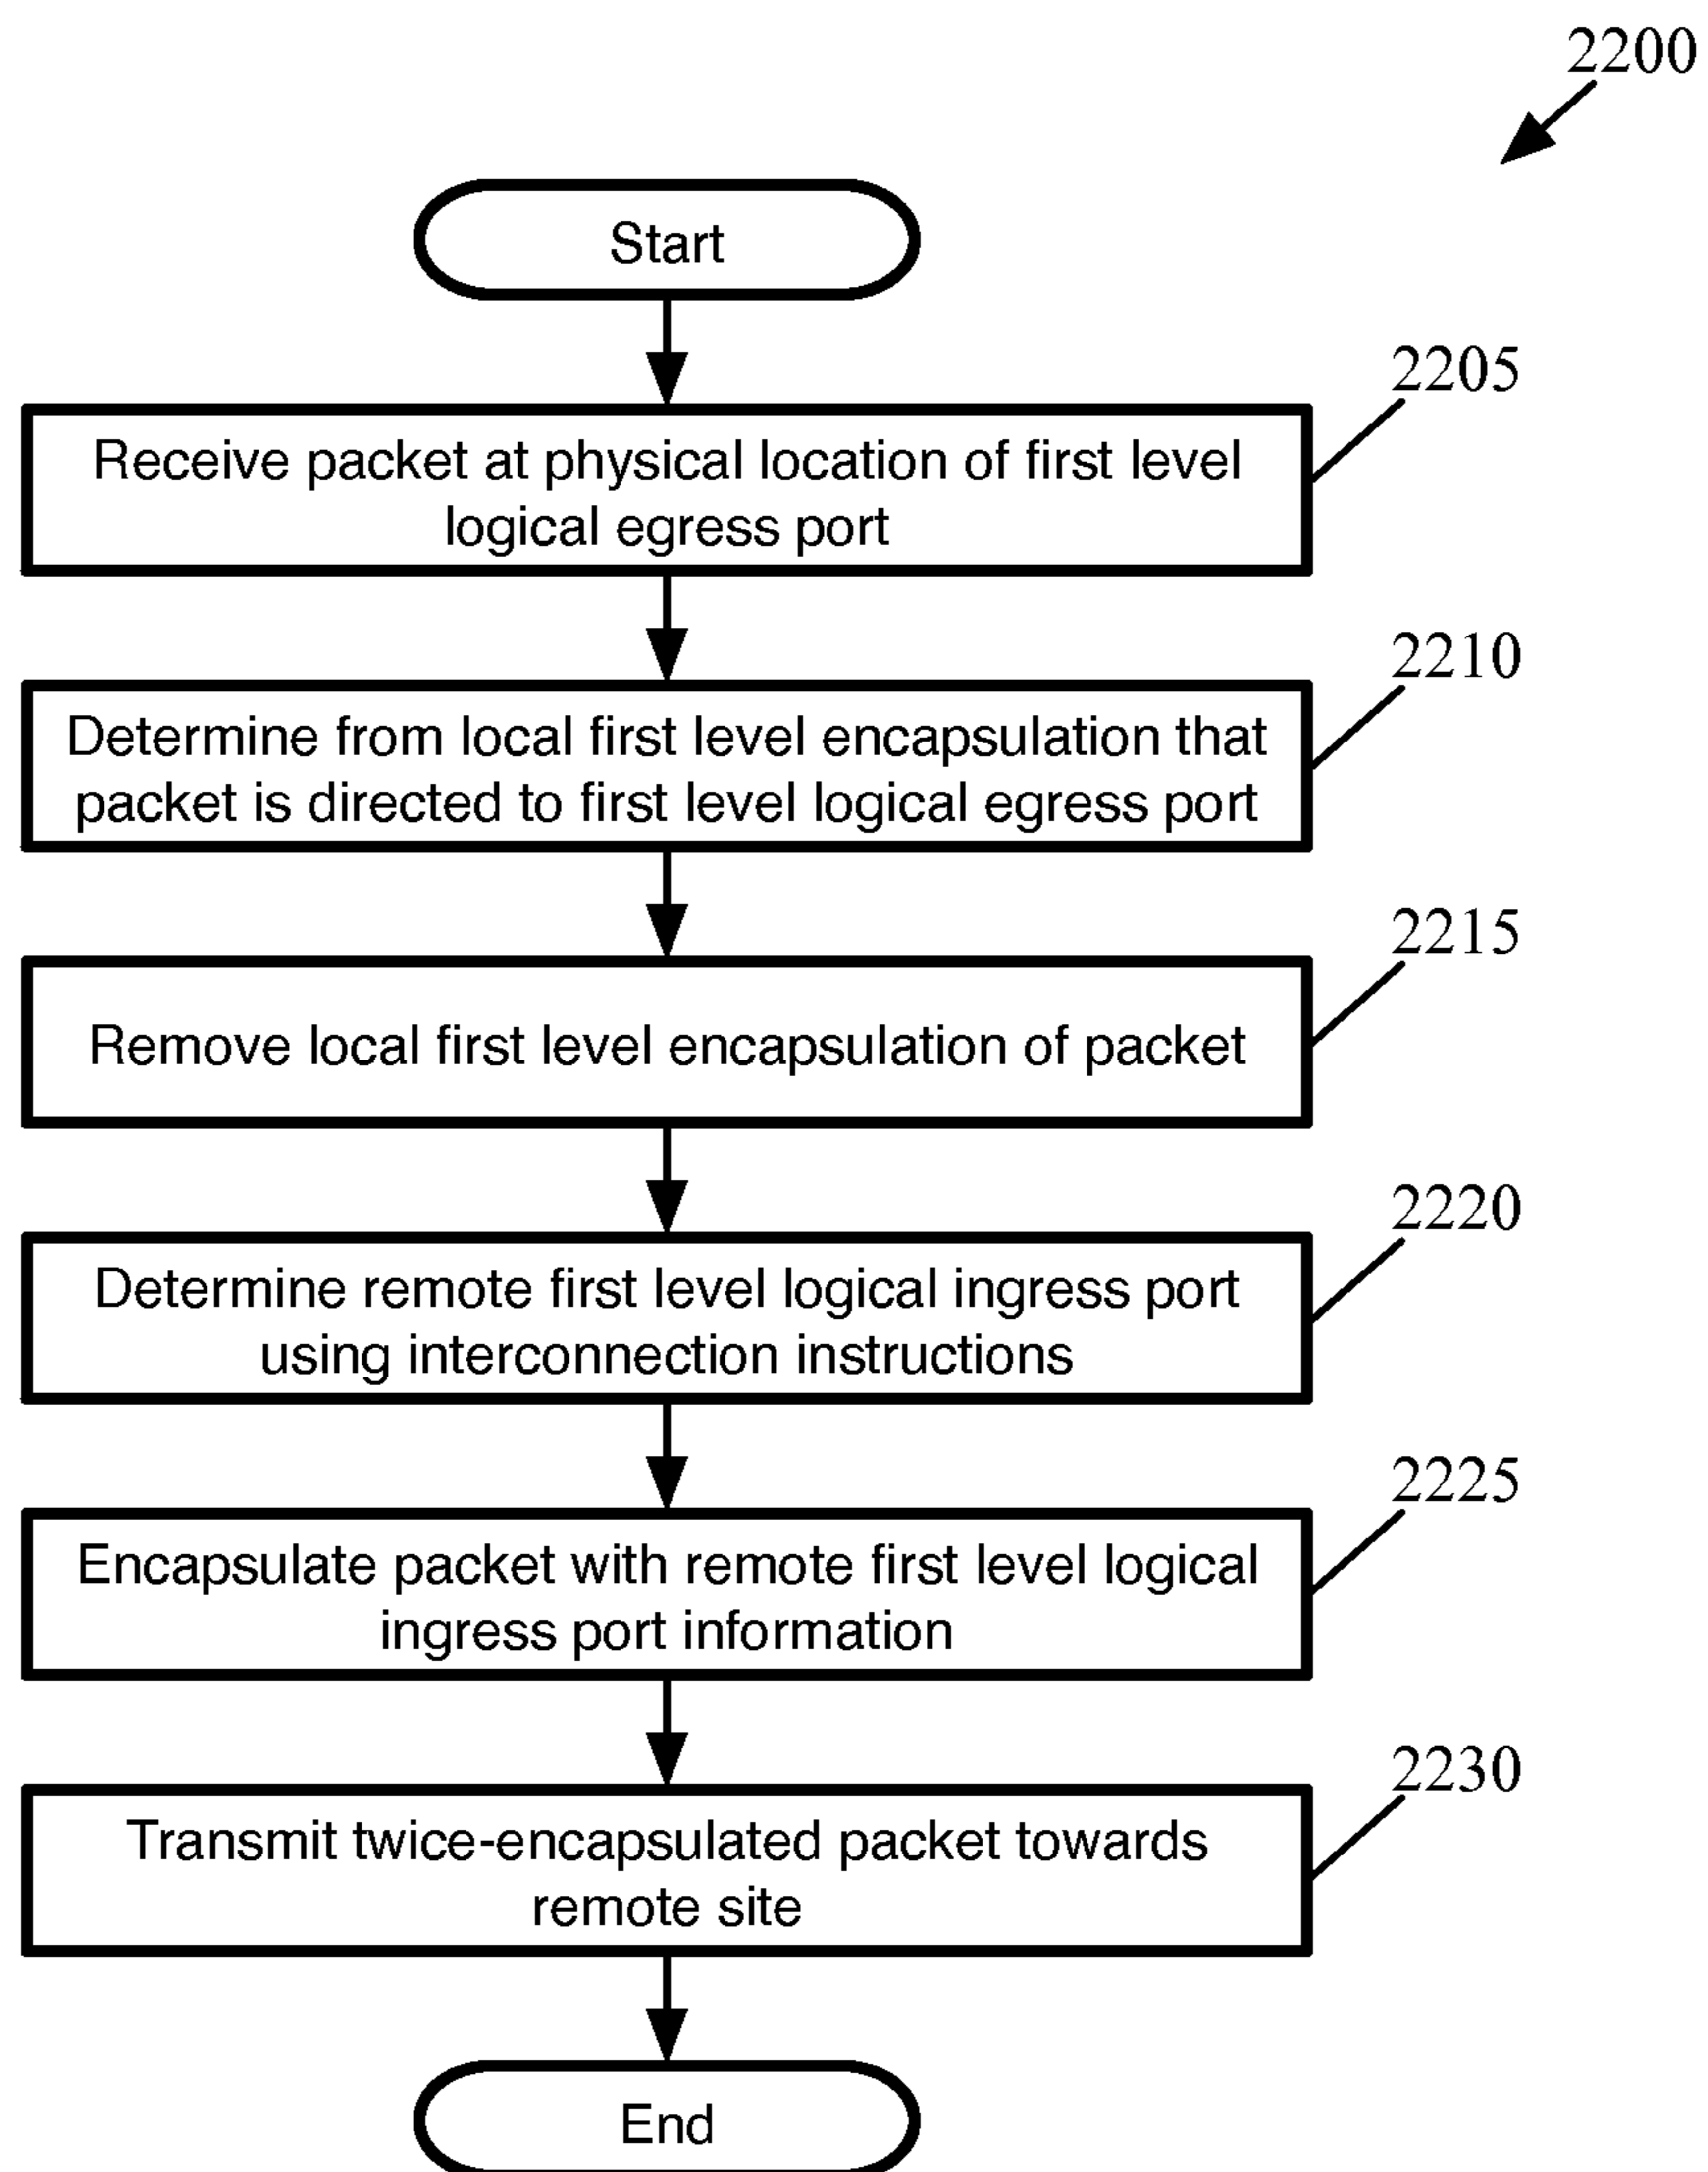 2200
Start
2205
Receive packet at physical location of first level
logical egress port
2210
Determine from local first level encapsulation that
packet is directed to first level logical egress port
2215
Remove local first level encapsulation of packet
2220
Determine remote first level logical ingress port
using interconnection instructions
2225
Encapsulate packet with remote first level logical
ingress port information
2230
Transmit twice-encapsulated packet towards
remote site
End